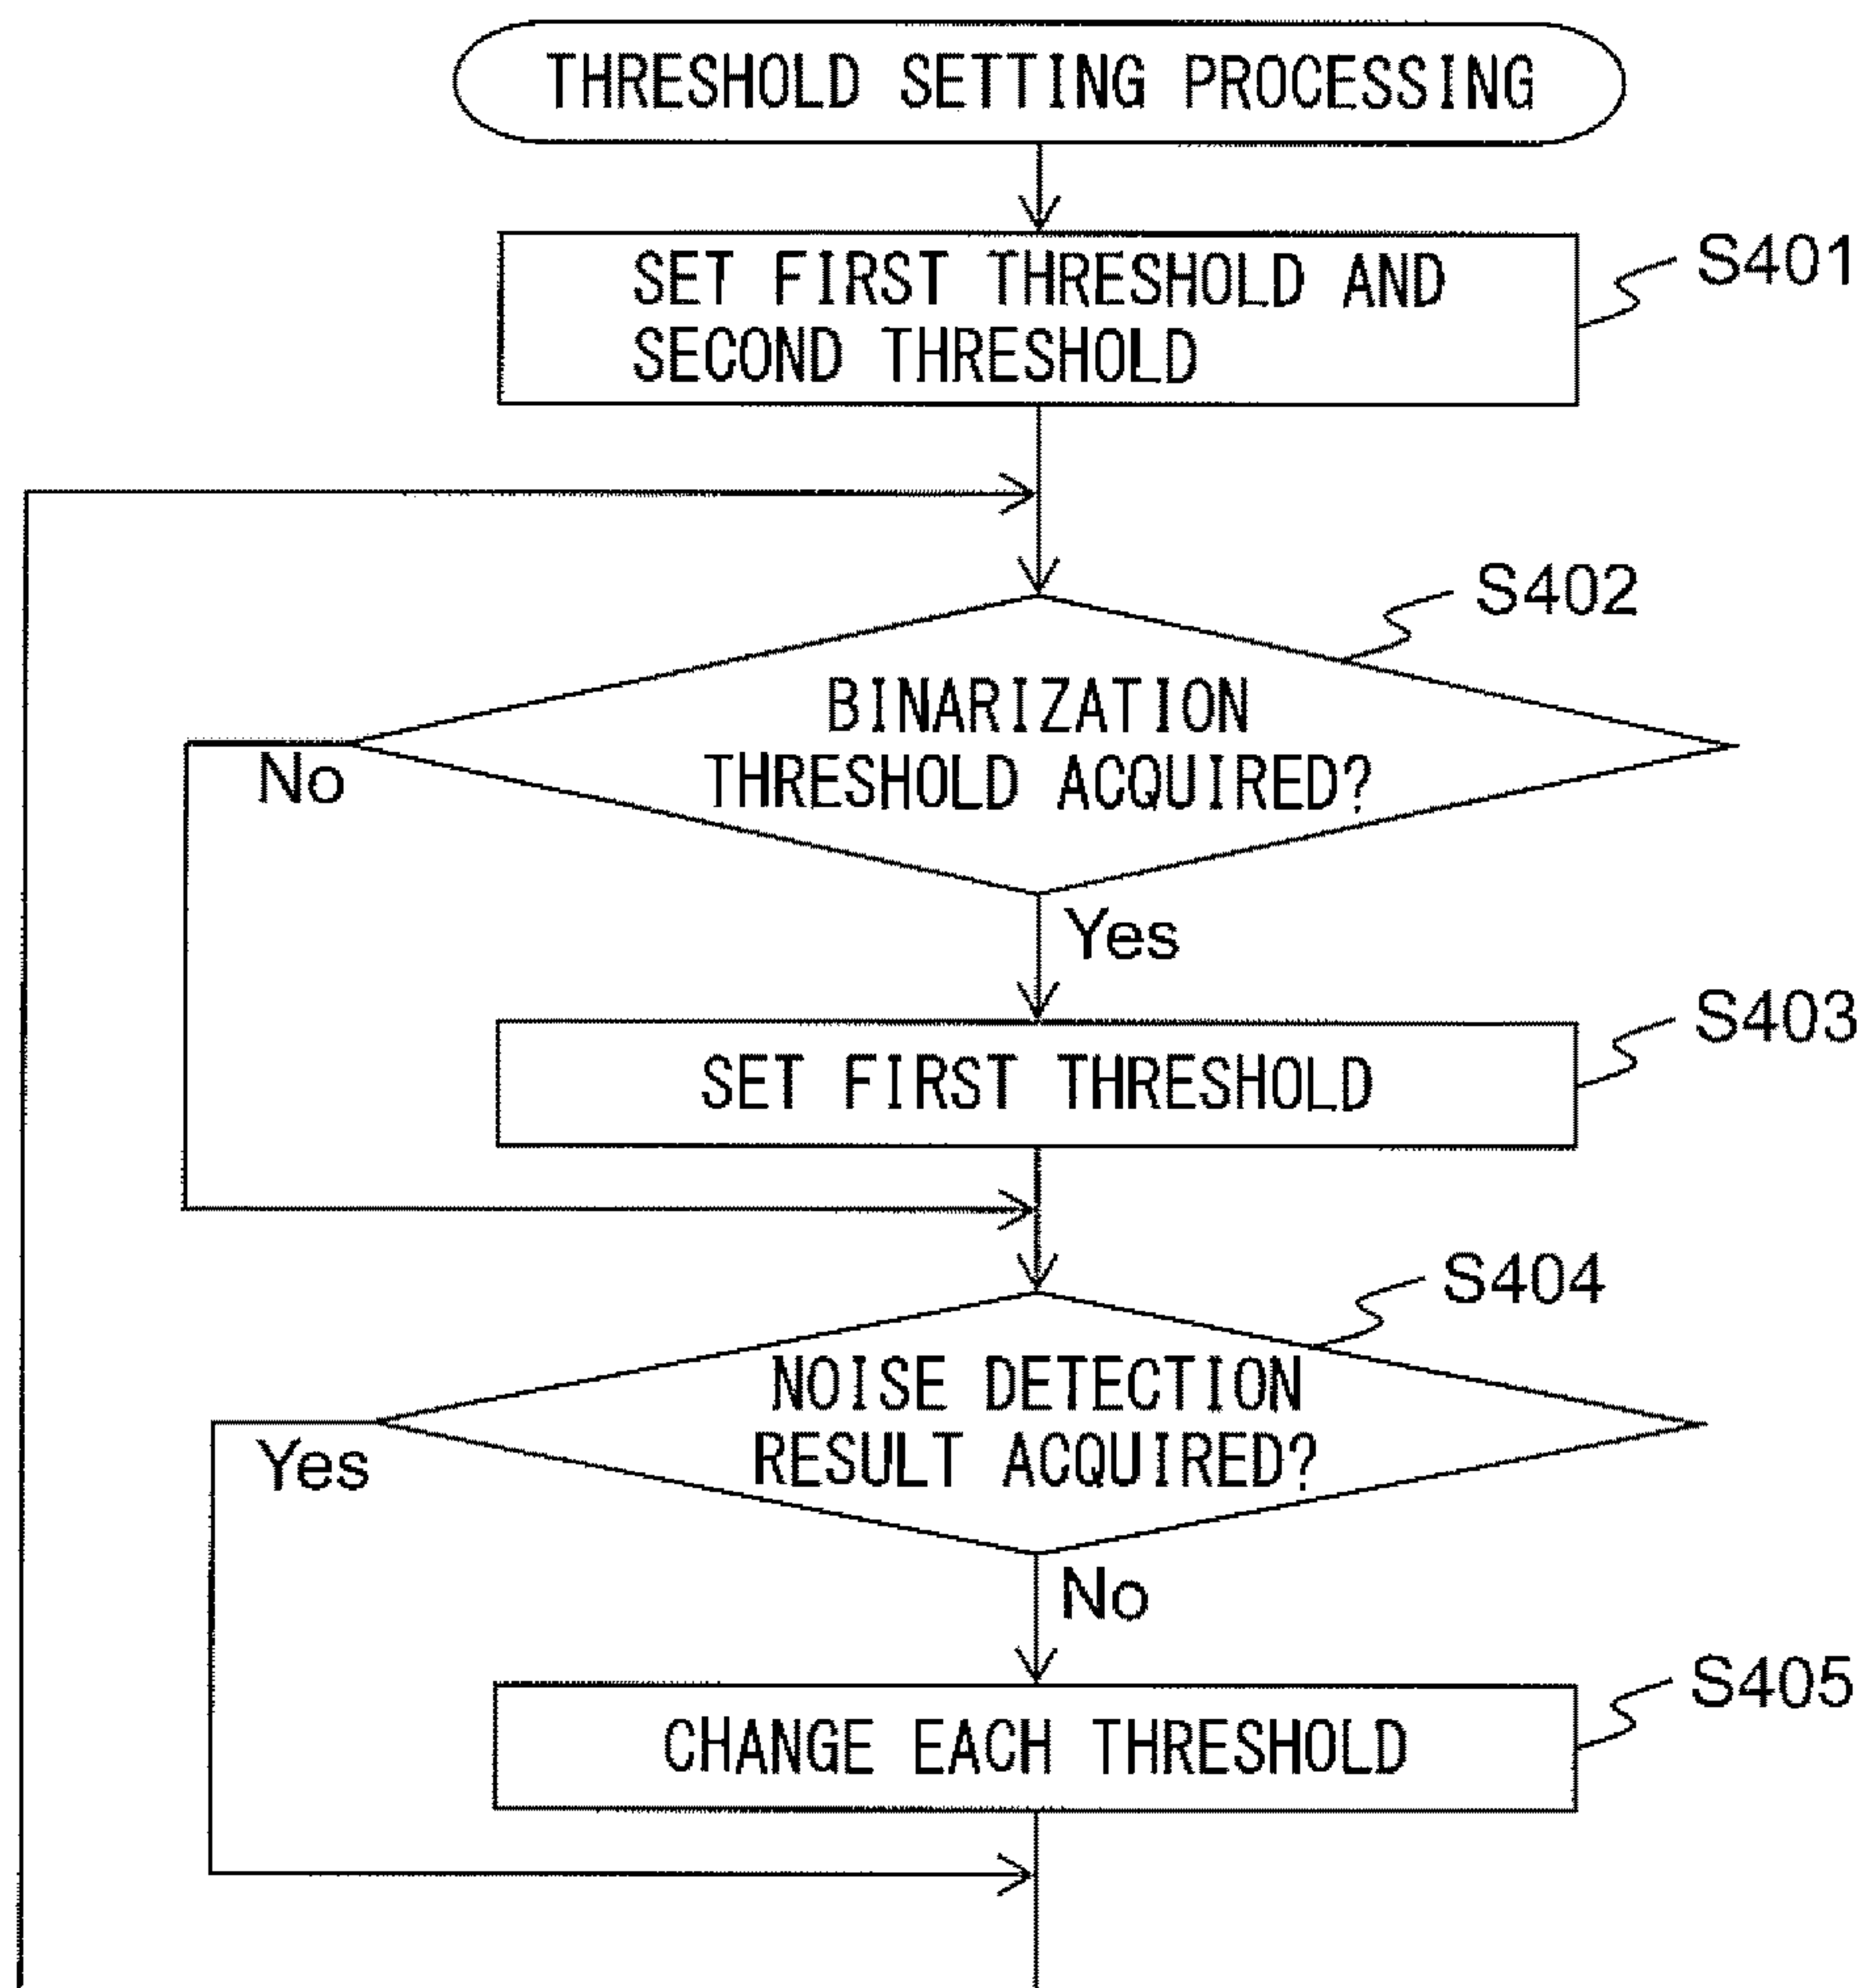 THRESHOLD SETTING PROCESSING
SET FIRST THRESHOLD AND
SECOND THRESHOLD
S401
S402
BINARIZATION
THRESHOLD ACQUIRED?
No
Yes
S403
SET FIRST THRESHOLD
S404
NOISE DETECTION
RESULT ACQUIRED?
Yes
No
S405
CHANGE EACH THRESHOLD